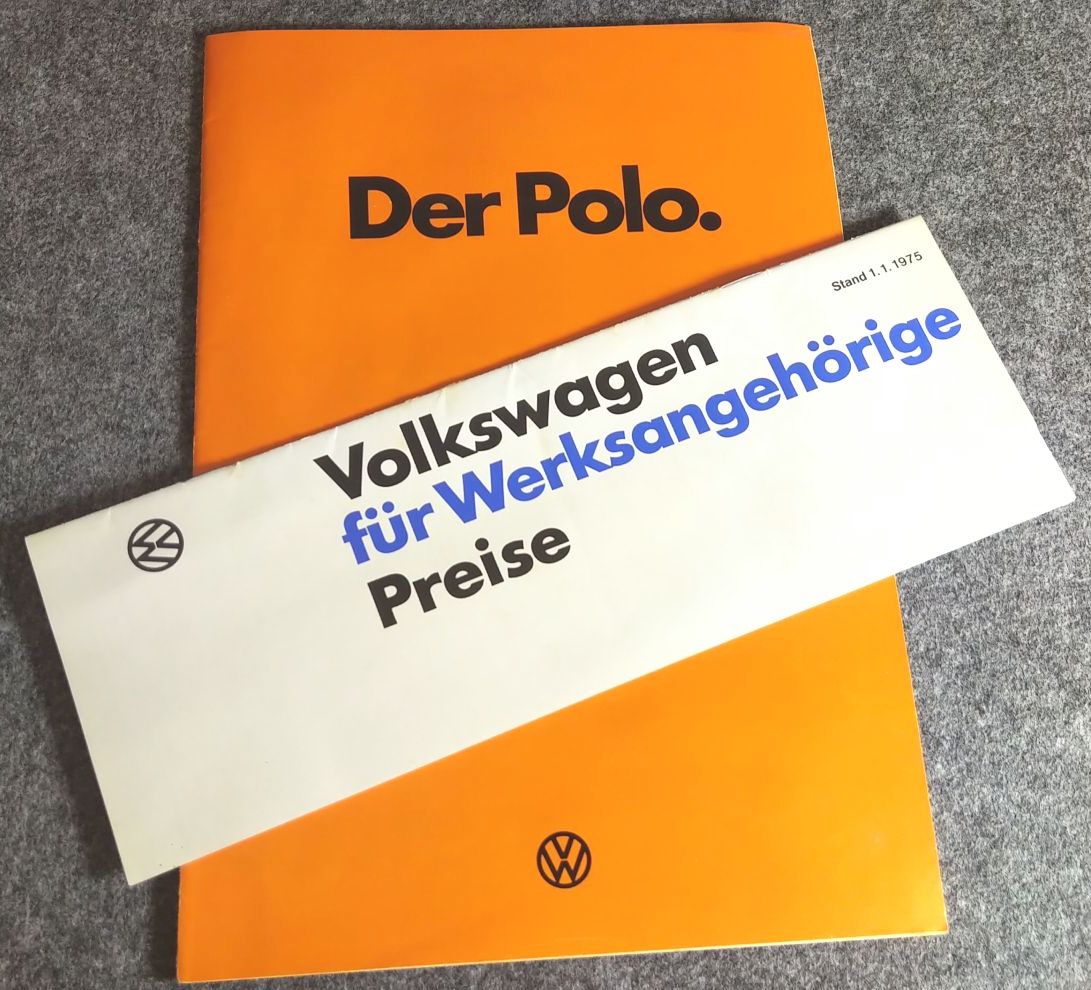 Der Polo.
Stand 1.1.1975
Volkswagen
für Werksangehörige
Preise